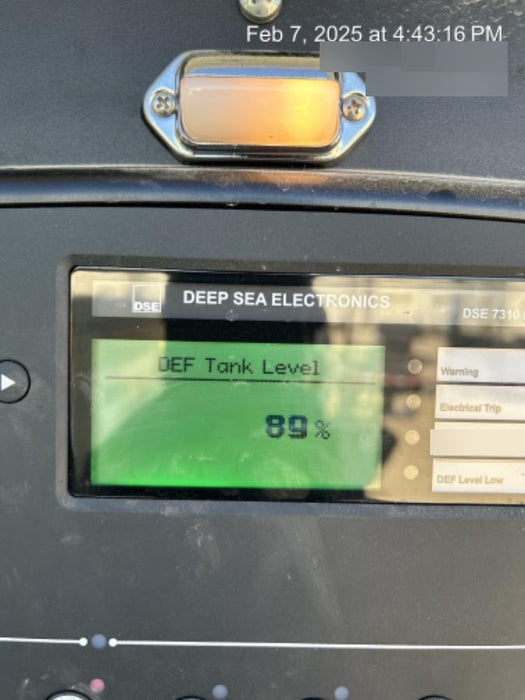 Feb 7, 2025 at 4:43:16 PM
DSE
DEEP SEA ELECTRONICS
DSE 7310
DEF Tank Level
89%
Warning
Electrical Trip
DEF Level Low